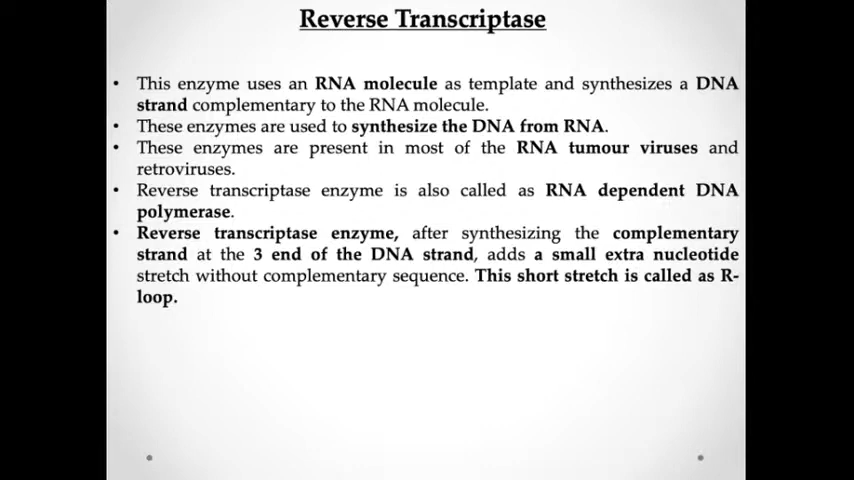 Reverse Transcriptase
• This enzyme uses an RNA molecule as template and synthesizes a DNA
strand complementary to the RNA molecule.
• These enzymes are used to synthesize the DNA from RNA.
• These enzymes are present in most of the RNA tumour viruses and
retroviruses.
• Reverse transcriptase enzyme is also called as RNA dependent DNA
polymerase.
• Reverse transcriptase enzyme, after synthesizing the complementary
strand at the 3 end of the DNA strand, adds a small extra nucleotide
stretch without complementary sequence. This short stretch is called as R-
loop.